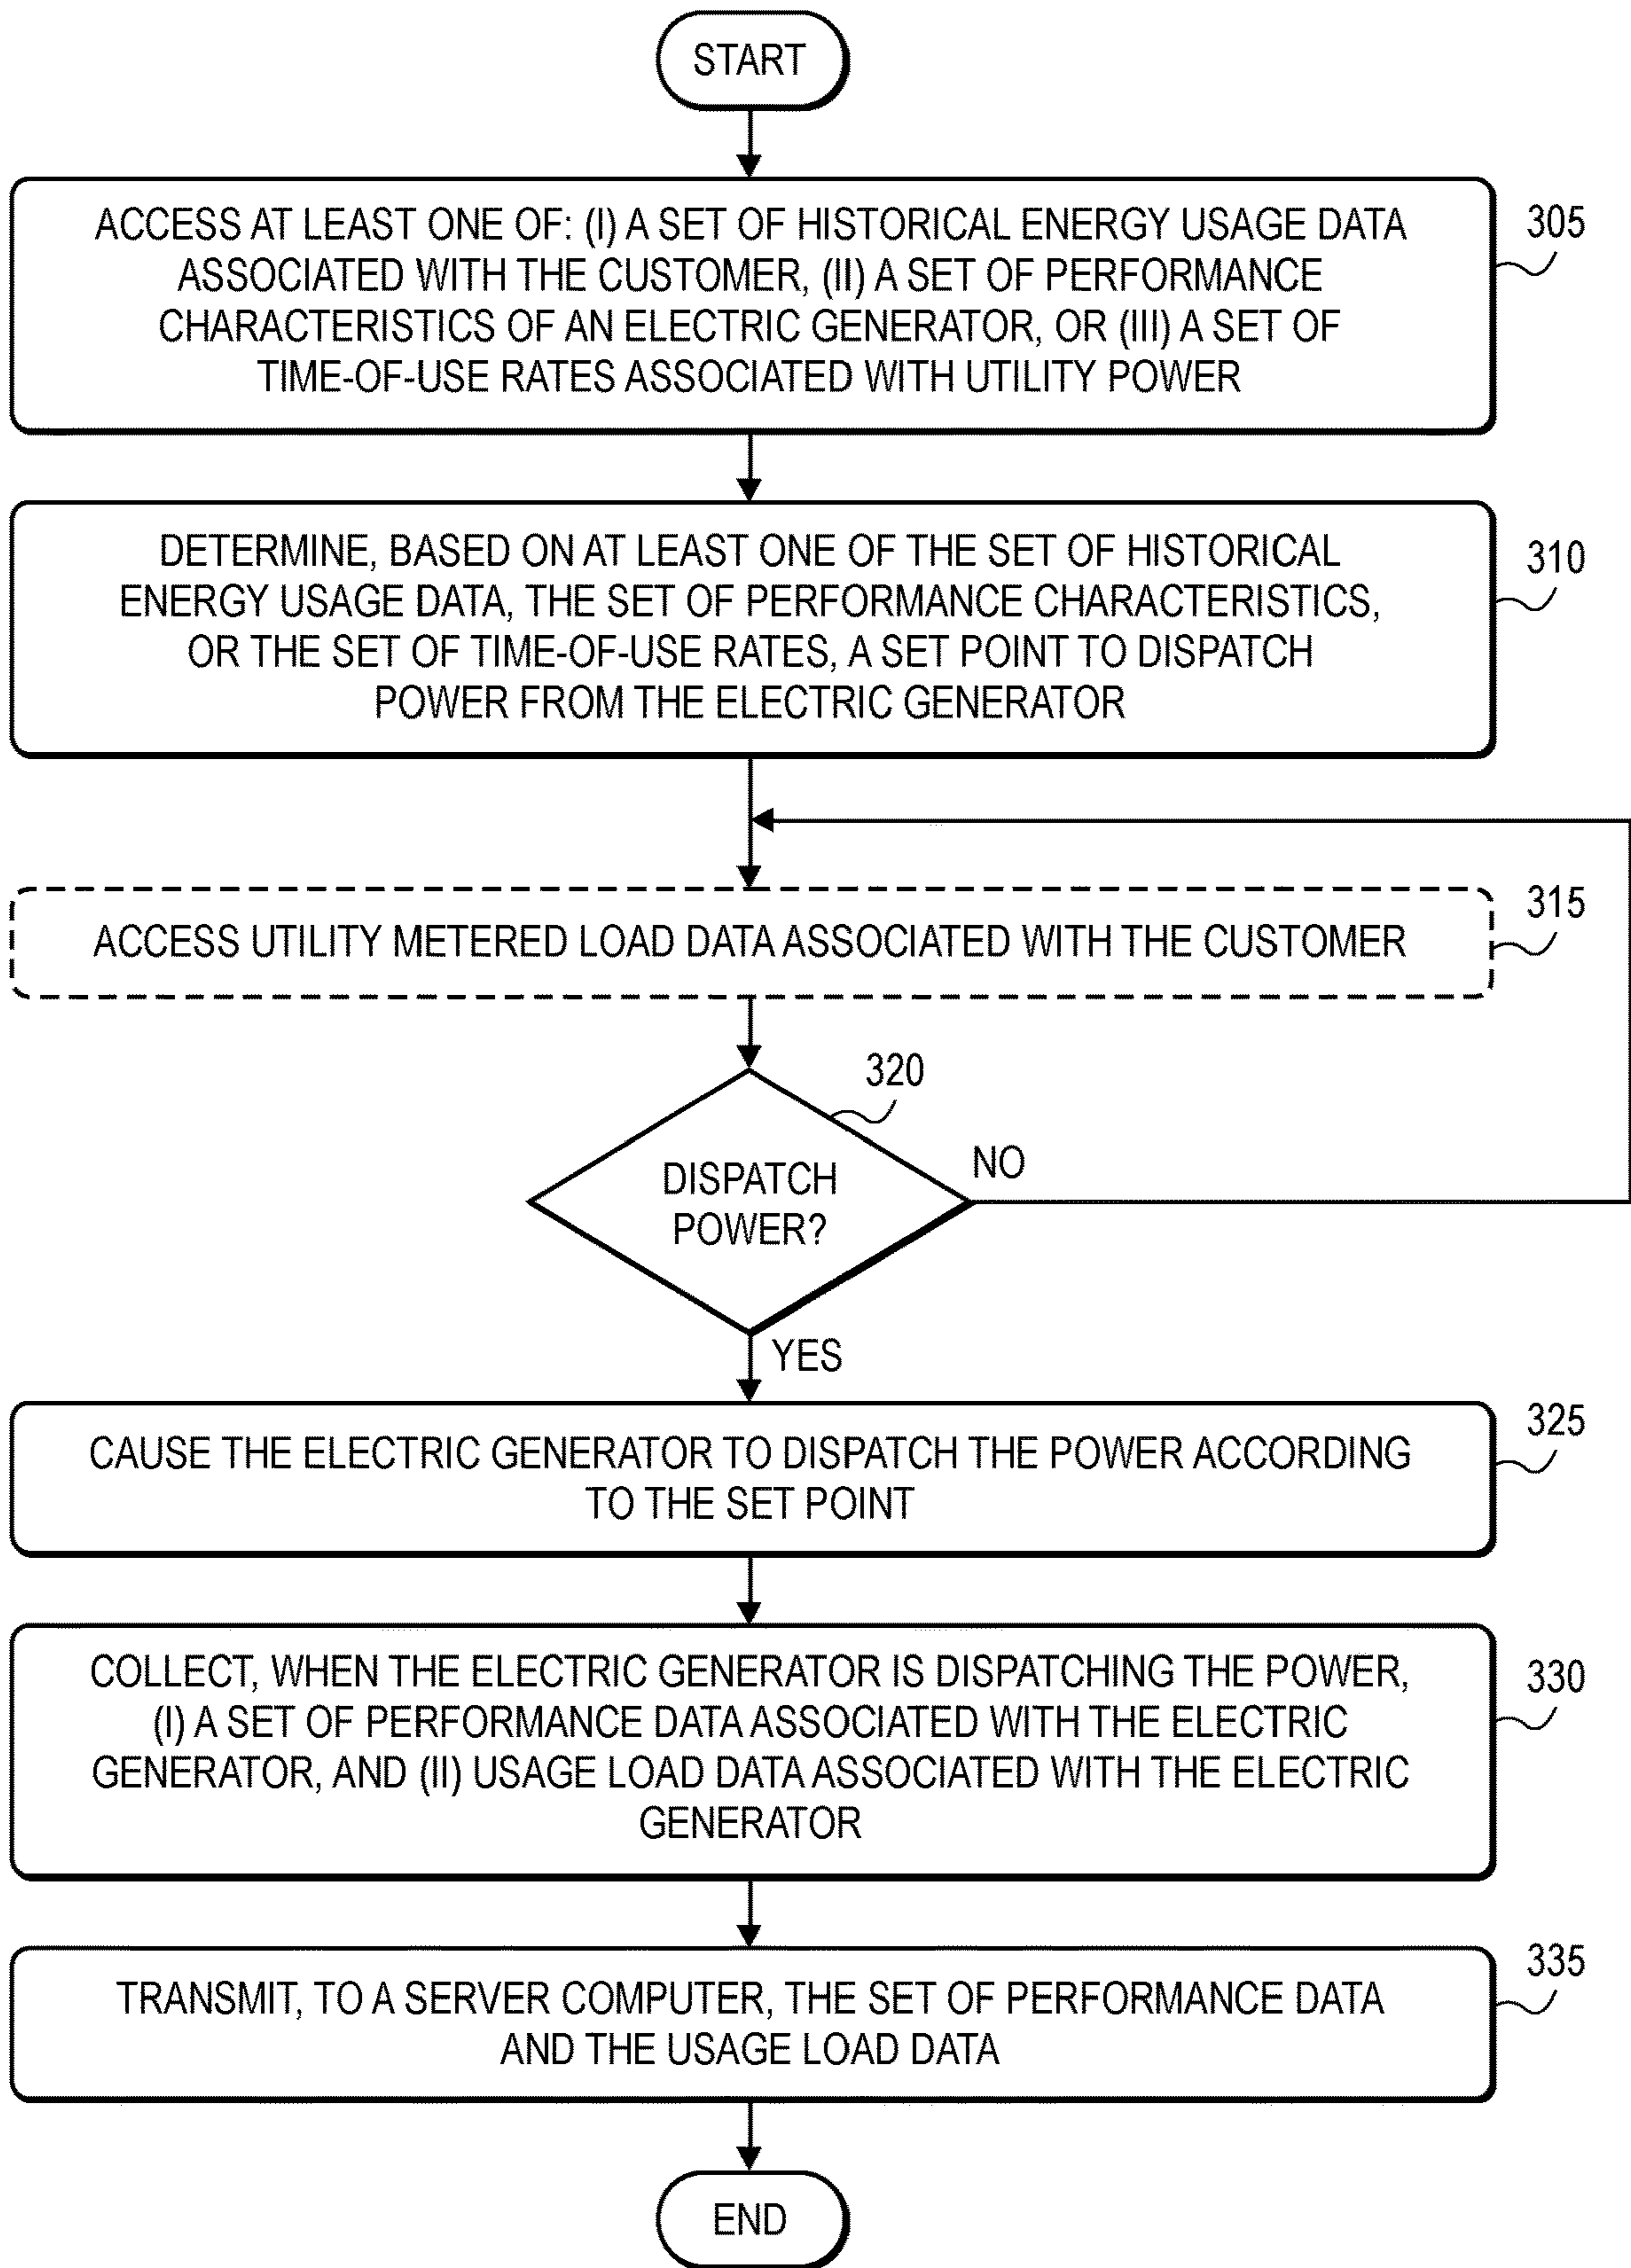 START
ACCESS AT LEAST ONE OF: (I) A SET OF HISTORICAL ENERGY USAGE DATA
ASSOCIATED WITH THE CUSTOMER, (II) A SET OF PERFORMANCE
CHARACTERISTICS OF AN ELECTRIC GENERATOR, OR (III) A SET OF
TIME-OF-USE RATES ASSOCIATED WITH UTILITY POWER
305
DETERMINE, BASED ON AT LEAST ONE OF THE SET OF HISTORICAL
ENERGY USAGE DATA, THE SET OF PERFORMANCE CHARACTERISTICS,
OR THE SET OF TIME-OF-USE RATES, A SET POINT TO DISPATCH
POWER FROM THE ELECTRIC GENERATOR
310
ACCESS UTILITY METERED LOAD DATA ASSOCIATED WITH THE CUSTOMER
315
320
DISPATCH
POWER?
NO
YES
CAUSE THE ELECTRIC GENERATOR TO DISPATCH THE POWER ACCORDING
TO THE SET POINT
325
COLLECT, WHEN THE ELECTRIC GENERATOR IS DISPATCHING THE POWER,
(I) A SET OF PERFORMANCE DATA ASSOCIATED WITH THE ELECTRIC
GENERATOR, AND (II) USAGE LOAD DATA ASSOCIATED WITH THE ELECTRIC
GENERATOR
330
TRANSMIT, TO A SERVER COMPUTER, THE SET OF PERFORMANCE DATA
AND THE USAGE LOAD DATA
335
END